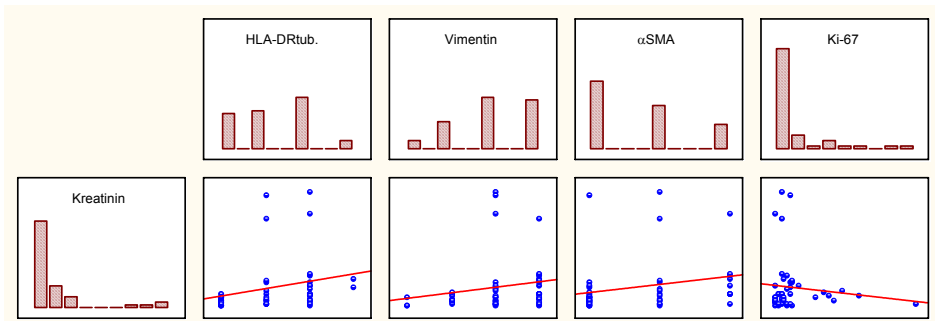 HLA-DRtub.
Vimentin
αSMA
Ki-67
Kreatinin